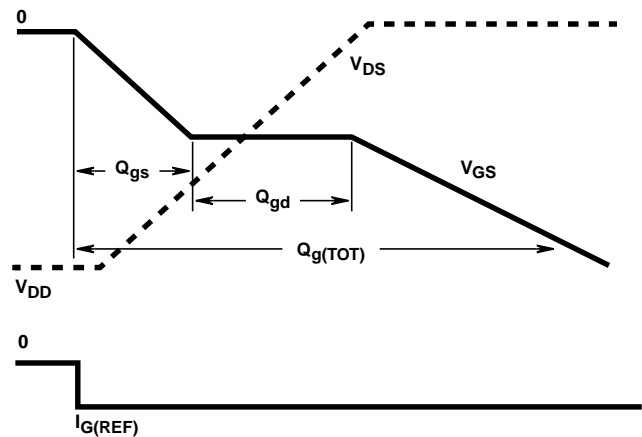 0
V_DS
Q_gs
V_GS
Q_gd
Q_g(TOT)
V_DD
0
I_G(REF)